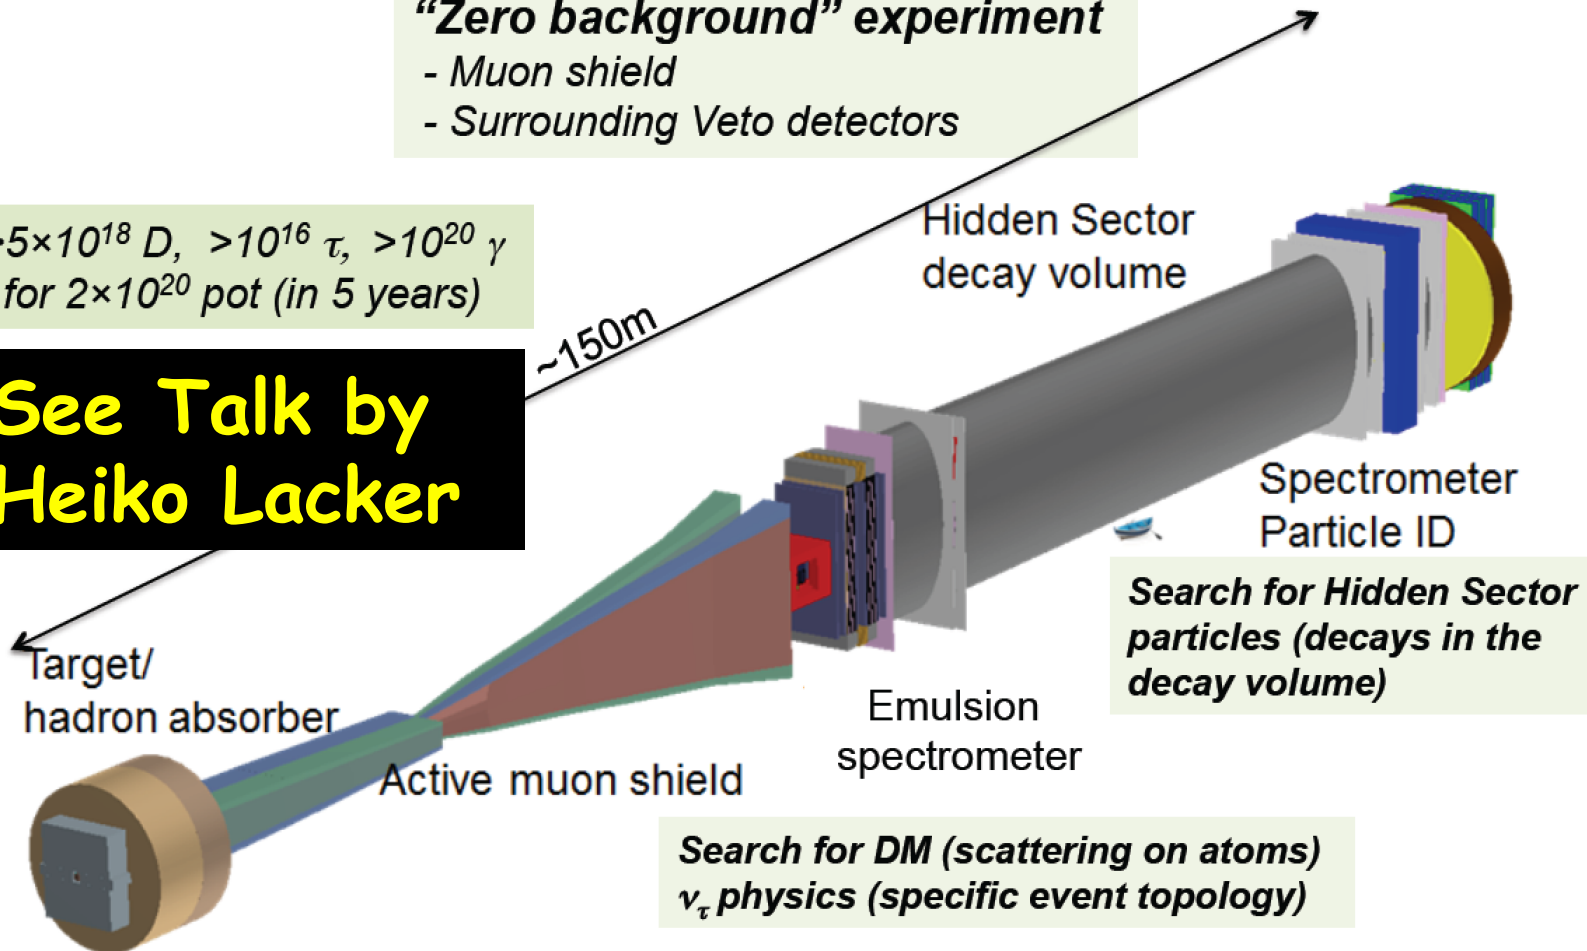 “Zero background” experiment
- Muon shield
- Surrounding Veto detectors
5×10¹⁸ D, >10¹⁶ τ, >10²⁰ γ
for 2×10²⁰ pot (in 5 years)
~150m
See Talk by
Heiko Lacker
Hidden Sector
decay volume
Spectrometer
Particle ID
Search for Hidden Sector
particles (decays in the
decay volume)
Target/
hadron absorber
Active muon shield
Emulsion
spectrometer
Search for DM (scattering on atoms)
ντ physics (specific event topology)